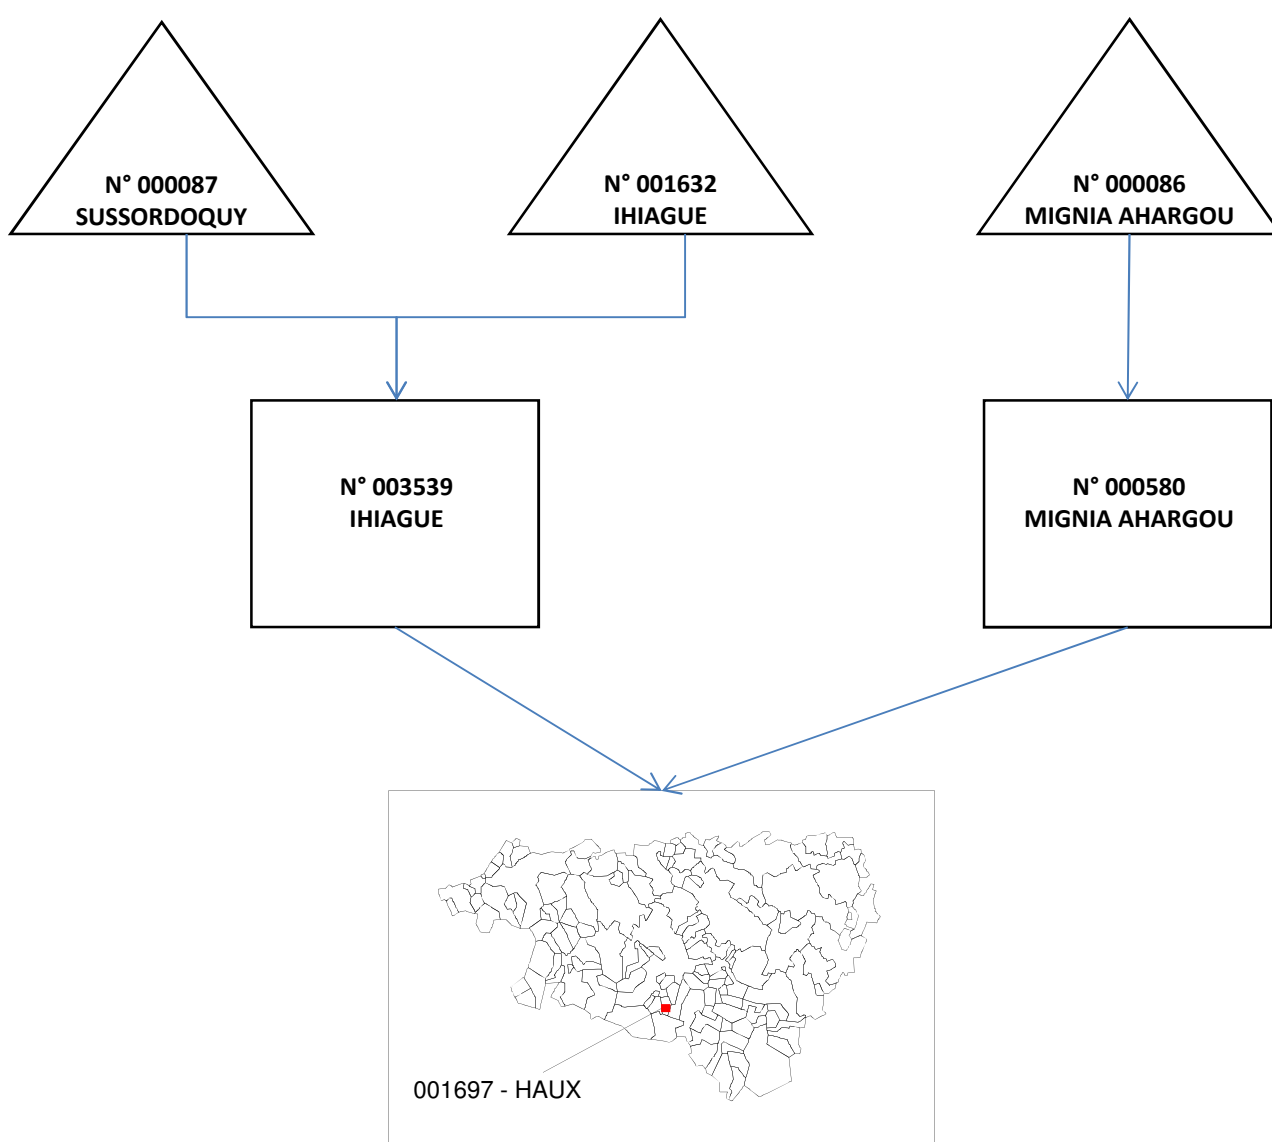 N° 000087
SUSSORDOQUY
N° 001632
IHIAGUE
N° 000086
MIGNIA AHARGOU
N° 003539
IHIAGUE
N° 000580
MIGNIA AHARGOU
001697 - HAUX